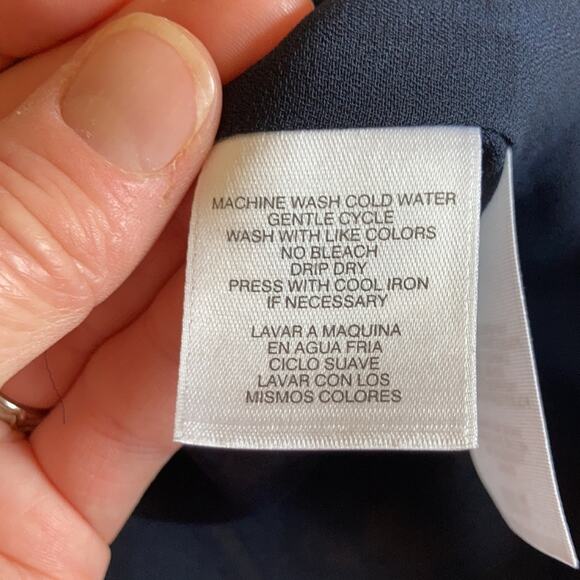 MACHINE WASH COLD WATER
GENTLE CYCLE
WASH WITH LIKE COLORS
NO BLEACH
DRIP DRY
PRESS WITH COOL IRON
IF NECESSARY
LAVAR A MAQUINA
EN AGUA FRIA
CICLO SUAVE
LAVAR CON LOS
MISMOS COLORES